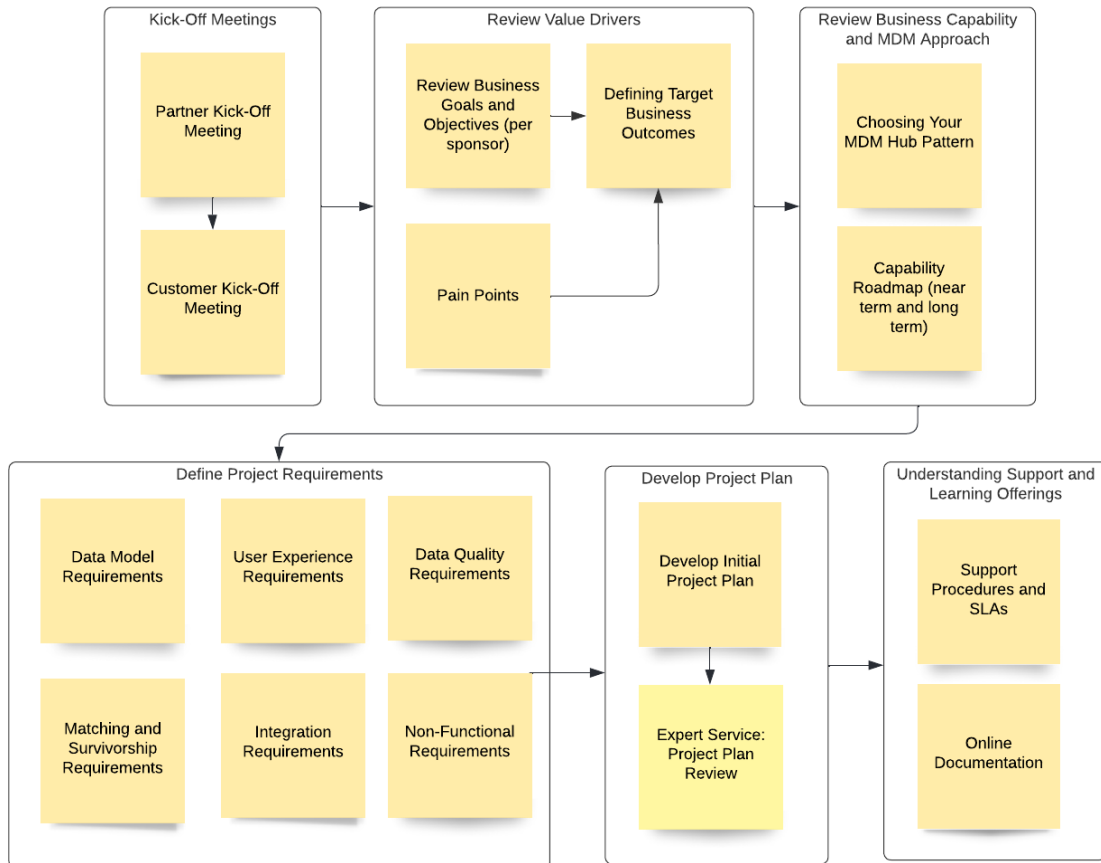 Kick-Off Meetings
Partner Kick-Off
Meeting
Customer Kick-Off
Meeting
Review Value Drivers
Review Business
Goals and
Objectives (per
sponsor)
Defining Target
Business
Outcomes
Pain Points
Review Business Capability
and MDM Approach
Choosing Your
MDM Hub Pattern
Capability
Roadmap (near
term and long
term)
Define Project Requirements
Data Model
Requirements
User Experience
Requirements
Data Quality
Requirements
Matching and
Survivorship
Requirements
Integration
Requirements
Non-Functional
Requirements
Develop Project Plan
Develop Initial
Project Plan
Expert Service:
Project Plan
Review
Understanding Support and
Learning Offerings
Support
Procedures and
SLAs
Online
Documentation